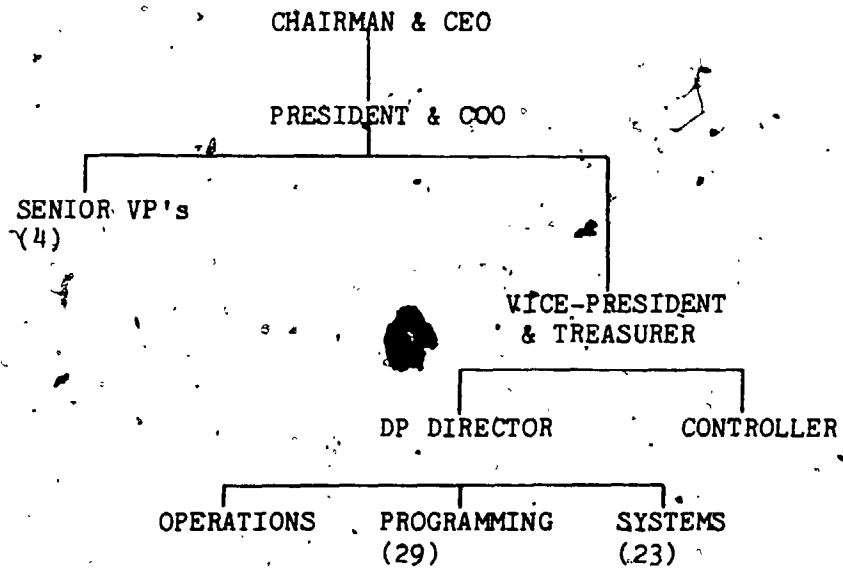 CHAIRMAN & CEO
PRESIDENT & COO
SENIOR VP's
(4)
VICE-PRESIDENT
& TREASURER
DP DIRECTOR CONTROLLER
OPERATIONS PROGRAMMING SYSTEMS
(29) (23)